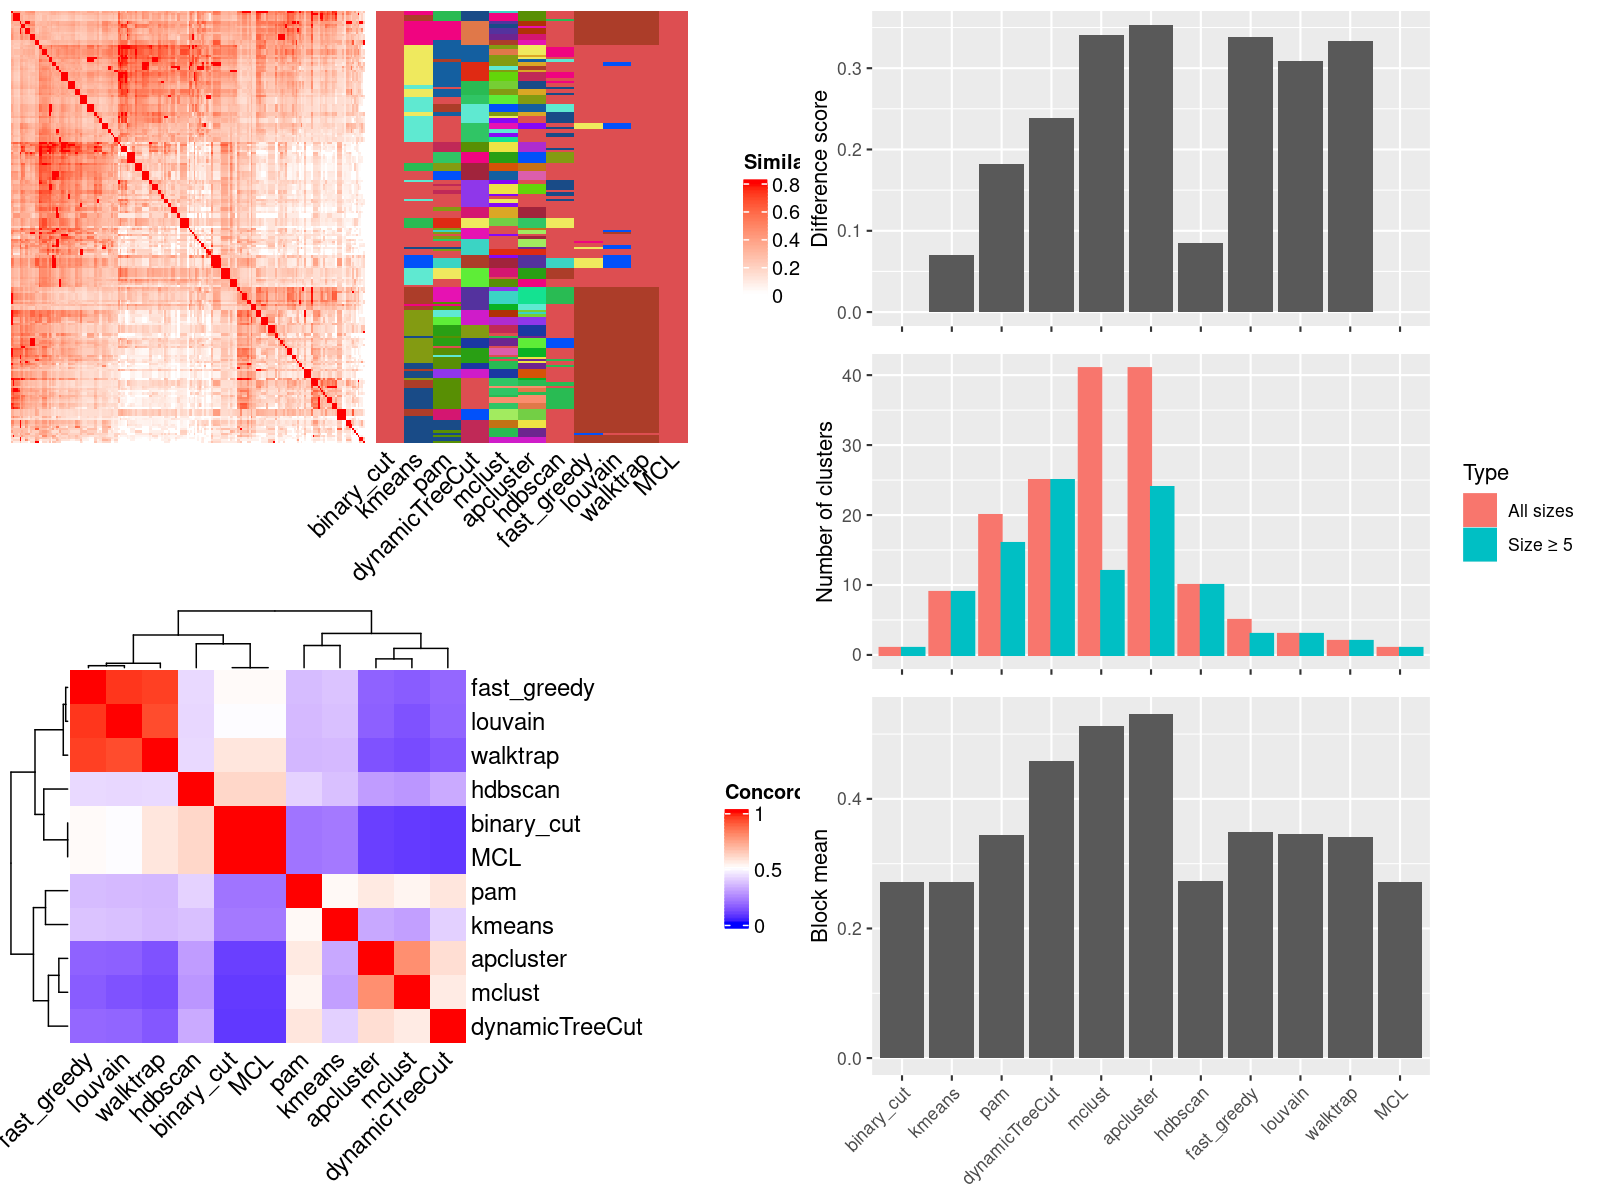 Simila
0.8
0.6
0.4
0.2
0
binary_cut
kmeans
pam
dynamicTreeCut
mclust
apcluster
hdbscan
fast_greedy
louvain
walktrap
MCL
fast_greedy
louvain
walktrap
hdbscan
binary_cut
MCL
pam
kmeans
apcluster
mclust
dynamicTreeCut
fast_greedy
louvain
walktrap
hdbscan
binary_cut
MCL
pam
kmeans
apcluster
mclust
dynamicTreeCut
Concord
1
0.5
0
Difference score
0.3
0.2
0.1
0.0
Number of clusters
40
30
20
10
0
Type
All sizes
Size ≥ 5
Block mean
0.4
0.2
0.0
binary_cut
kmeans
pam
dynamicTreeCut
mclust
apcluster
hdbscan
fast_greedy
louvain
walktrap
MCL